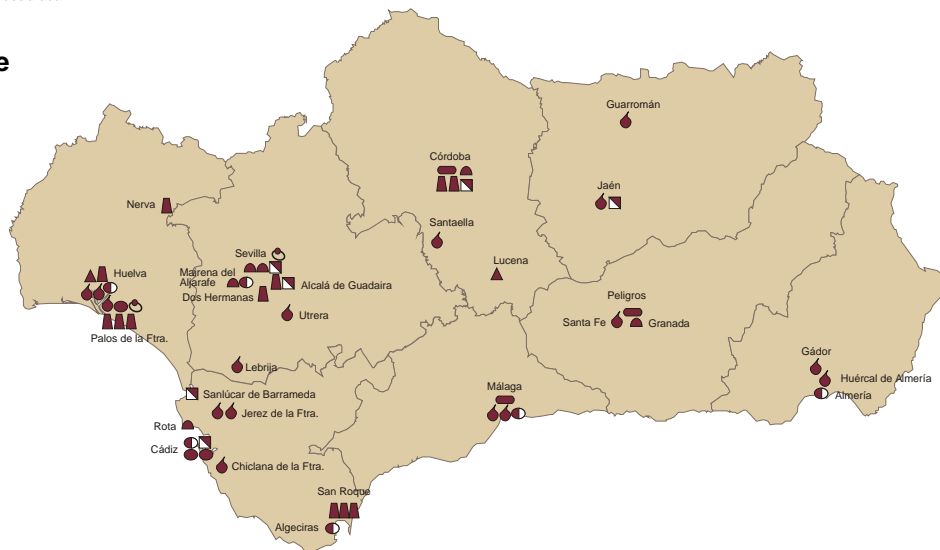 e
Guarromán
Córdoba
Jaén
Nerva
Santaella
Sevilla
Lucena
Huelva
Mairena del
Aljarafe
Alcalá de Guadaira
Dos Hermanas
Peligros
Utrera
Santa Fe
Granada
Palos de la Ftra.
Gádor
Lebrija
Huércal de Almería
Málaga
Sanlúcar de Barrameda
Almería
Jerez de la Ftra.
Rota
Cádiz
Chiclana de la Ftra.
San Roque
Algeciras